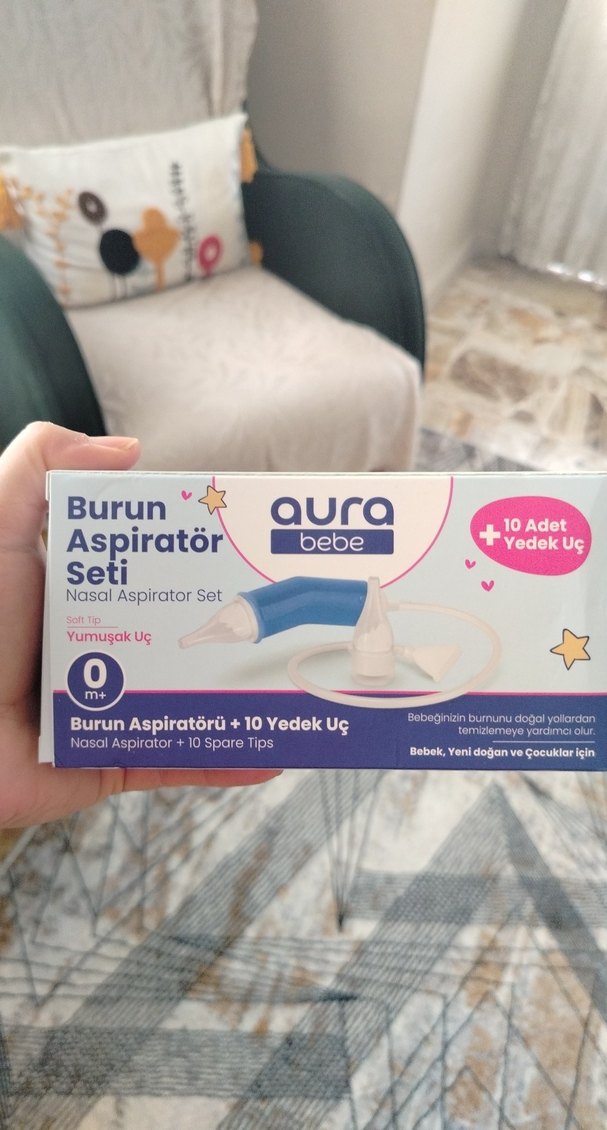 Burun
Aspiratör
Seti
Nasal Aspirator Set
Soft Tip
Yumuşak Uç
0
m+
aura
bebe
+ 10 Adet
Yedek Uç
Burun Aspiratörü + 10 Yedek Uç
Nasal Aspirator + 10 Spare Tips
Bebeğinizin burnunu doğal yollardan
temizlemeye yardımcı olur.
Bebek, Yeni doğan ve Çocuklar için